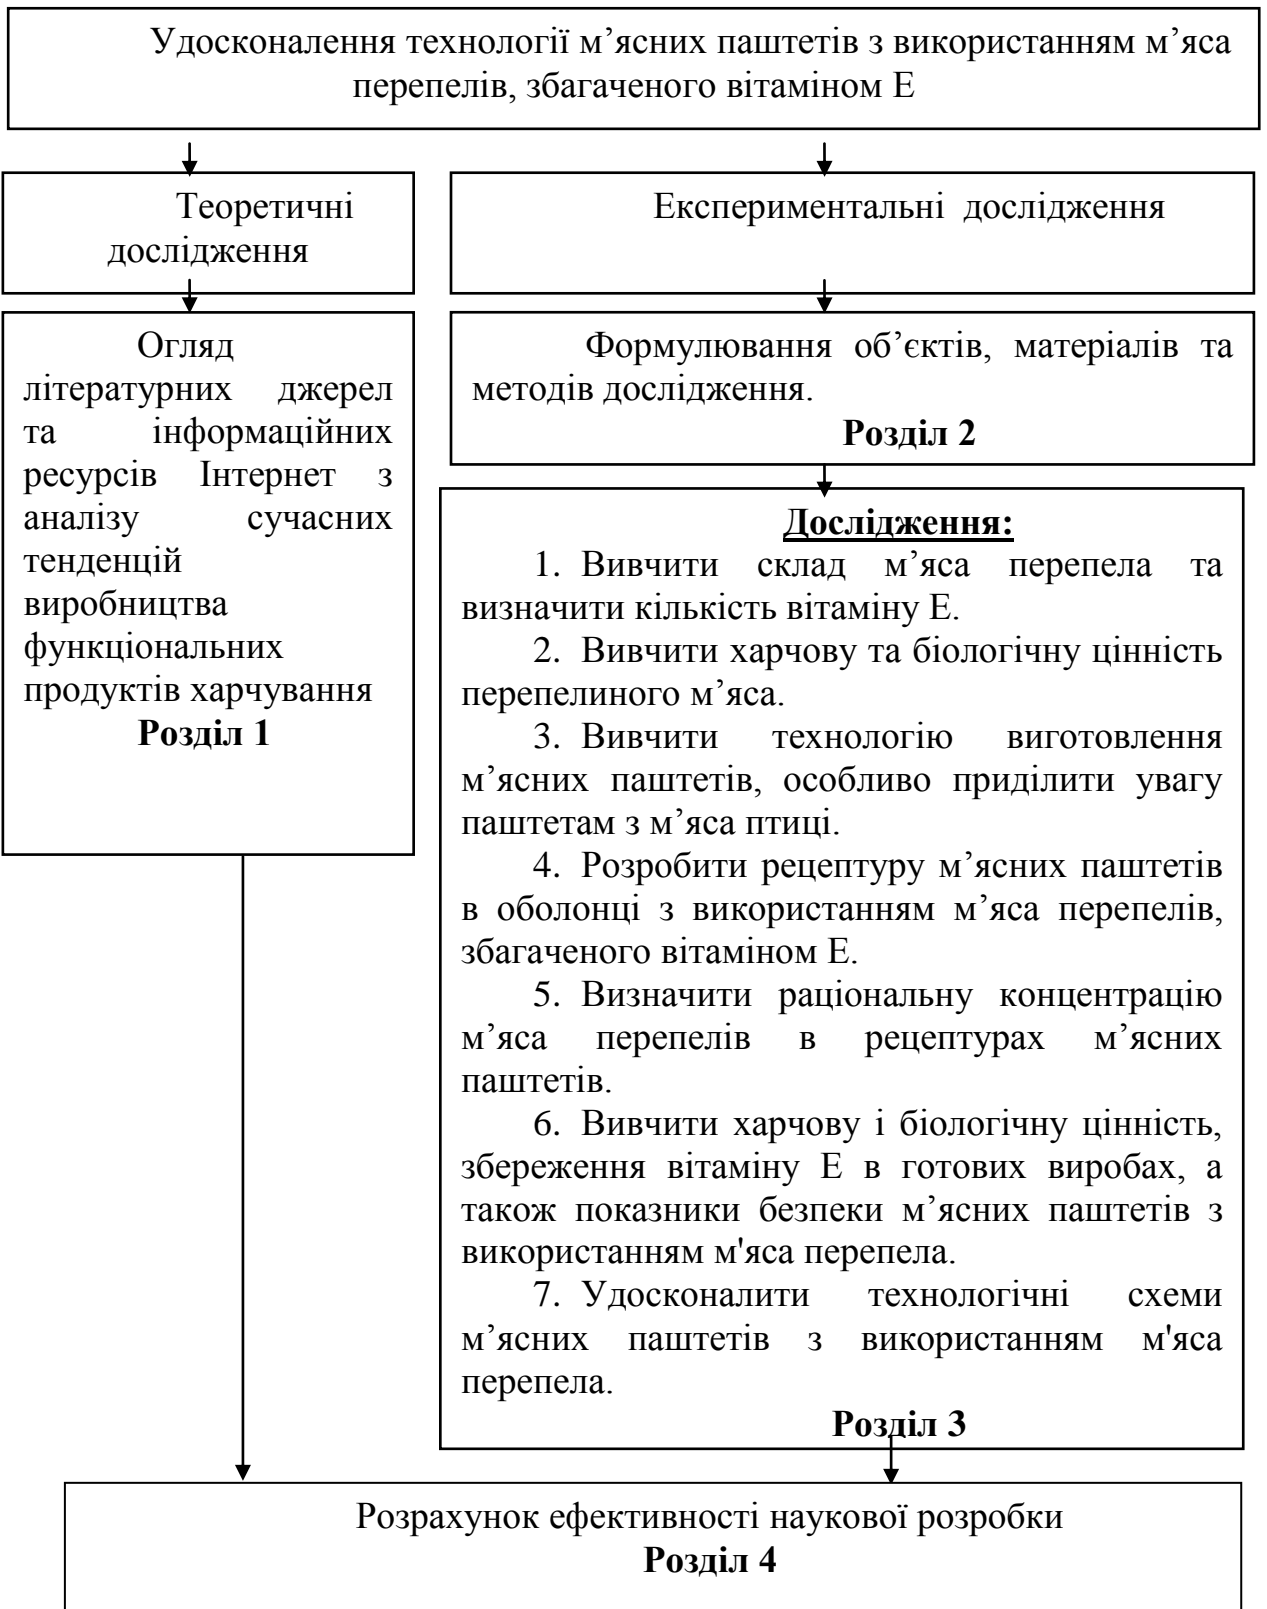 Удосконалення технології м’ясних паштетів з використанням м’яса
перепелів, збагаченого вітаміном Е
Теоретичні
дослідження
Експериментальні дослідження
Огляд
літературних джерел
та інформаційних
ресурсів Інтернет з
аналізу сучасних
тенденцій
виробництва
функціональних
продуктів харчування
Розділ 1
Формулювання об’єктів, матеріалів та
методів дослідження.
Розділ 2
Дослідження:
1. Вивчити склад м’яса перепела та
визначити кількість вітаміну Е.
2. Вивчити харчову та біологічну цінність
перепелиного м’яса.
3. Вивчити технологію виготовлення
м’ясних паштетів, особливо приділити увагу
паштетам з м’яса птиці.
4. Розробити рецептуру м’ясних паштетів
в оболонці з використанням м’яса перепелів,
збагаченого вітаміном Е.
5. Визначити раціональну концентрацію
м’яса перепелів в рецептурах м’ясних
паштетів.
6. Вивчити харчову і біологічну цінність,
збереження вітаміну Е в готових виробах, а
також показники безпеки м’ясних паштетів з
використанням м'яса перепела.
7. Удосконалити технологічні схеми
м’ясних паштетів з використанням м'яса
перепела.
Розділ 3
Розрахунок ефективності наукової розробки
Розділ 4